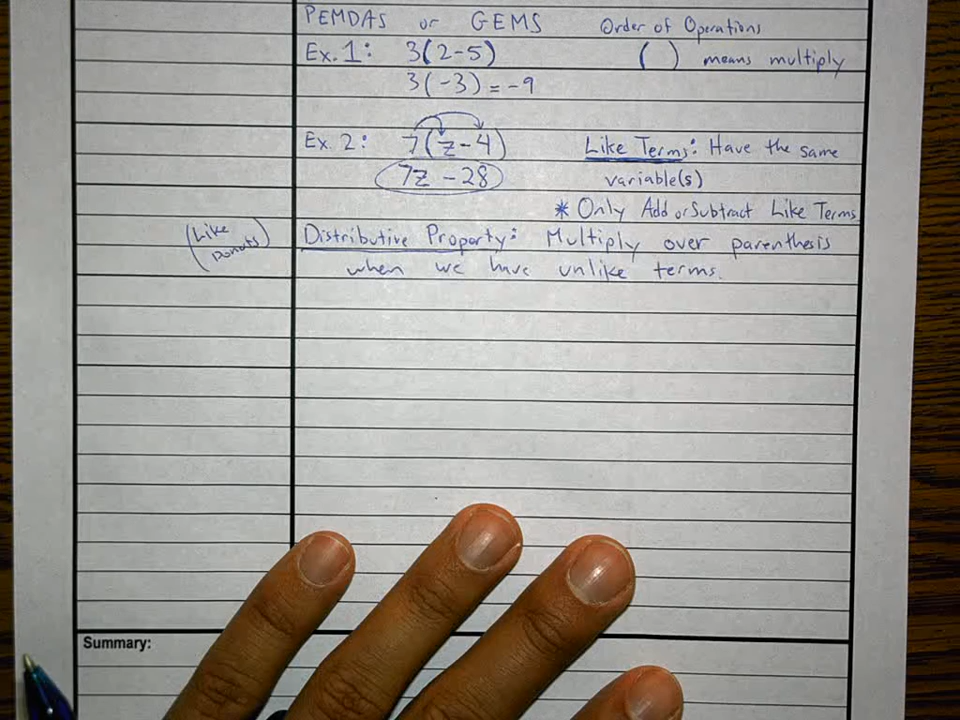 PEMDAS or GEMS Order of Operations
Ex. 1: 3(2-5) ( ) means multiply
3(-3) = -9
Ex. 2: 7(z-4) Like Terms: Have the same
7z - 28 variable(s)
* Only Add or Subtract Like Terms
(Like Donuts) Distributive Property: Multiply over parenthesis
when we have unlike terms.
Summary: